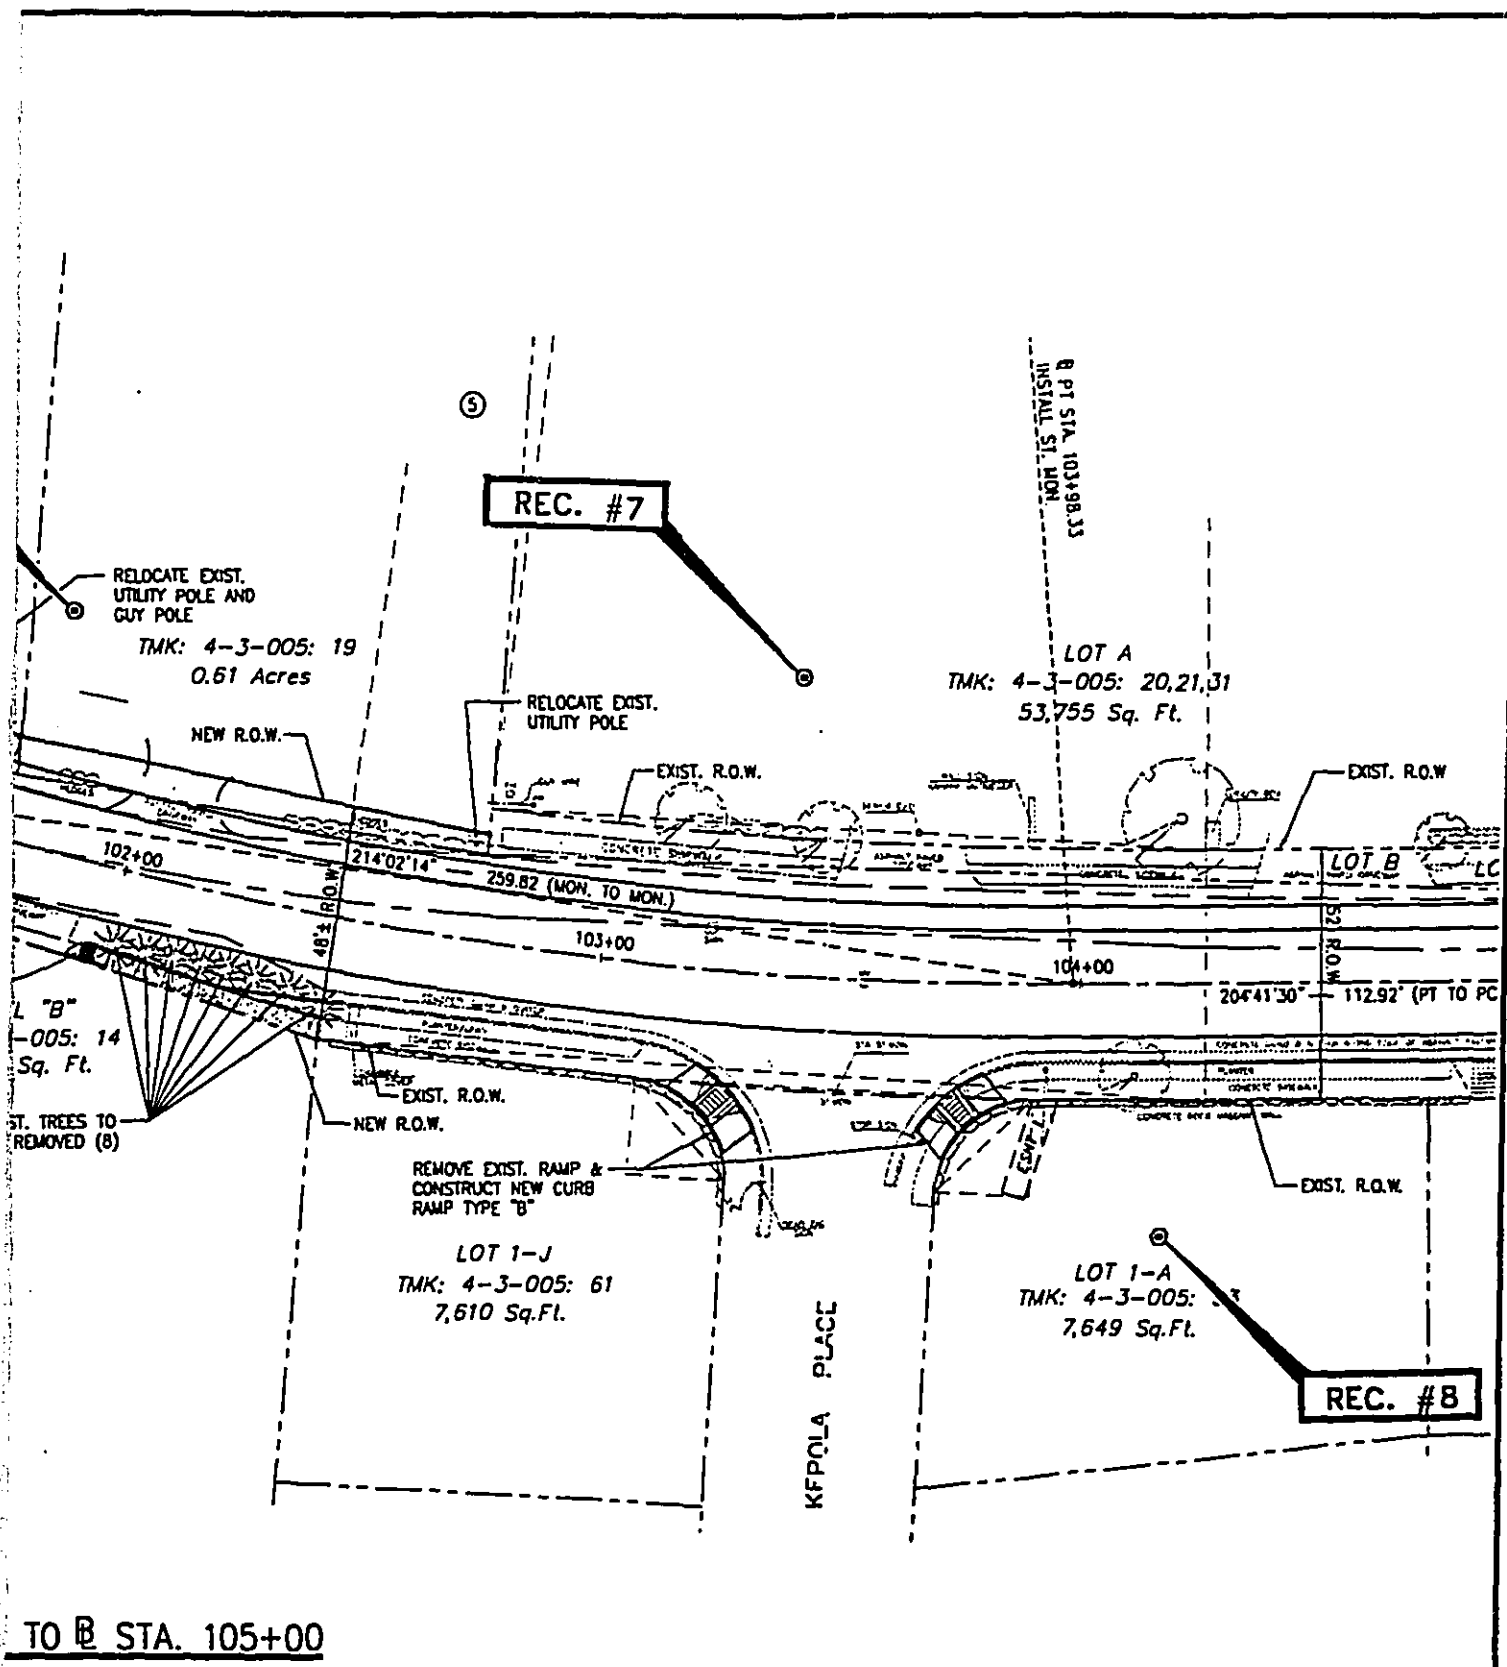 5
℄ PT STA. 103+98.33
INSTALL ST. MON.
REC. #7
RELOCATE EXIST.
UTILITY POLE AND
GUY POLE
TMK: 4-3-005: 19
0.61 Acres
LOT A
TMK: 4-3-005: 20,21,31
53,755 Sq. Ft.
RELOCATE EXIST.
UTILITY POLE
NEW R.O.W.
EXIST. R.O.W.
EXIST. R.O.W
102+00
214°02'14"
259.82 (MON. TO MON.)
LOT B
48'± R.O.W.
103+00
104+00
52' R.O.W.
204°41'30"
112.92' (PT TO PC
L "B"
-005: 14
Sq. Ft.
ST. TREES TO
REMOVED (8)
EXIST. R.O.W.
NEW R.O.W.
REMOVE EXIST. RAMP &
CONSTRUCT NEW CURB
RAMP TYPE "B"
EXIST. R.O.W.
LOT 1-J
TMK: 4-3-005: 61
7,610 Sq.Ft.
LOT 1-A
TMK: 4-3-005:
7,649 Sq.Ft.
PLACE
REC. #8
TO ℄ STA. 105+00